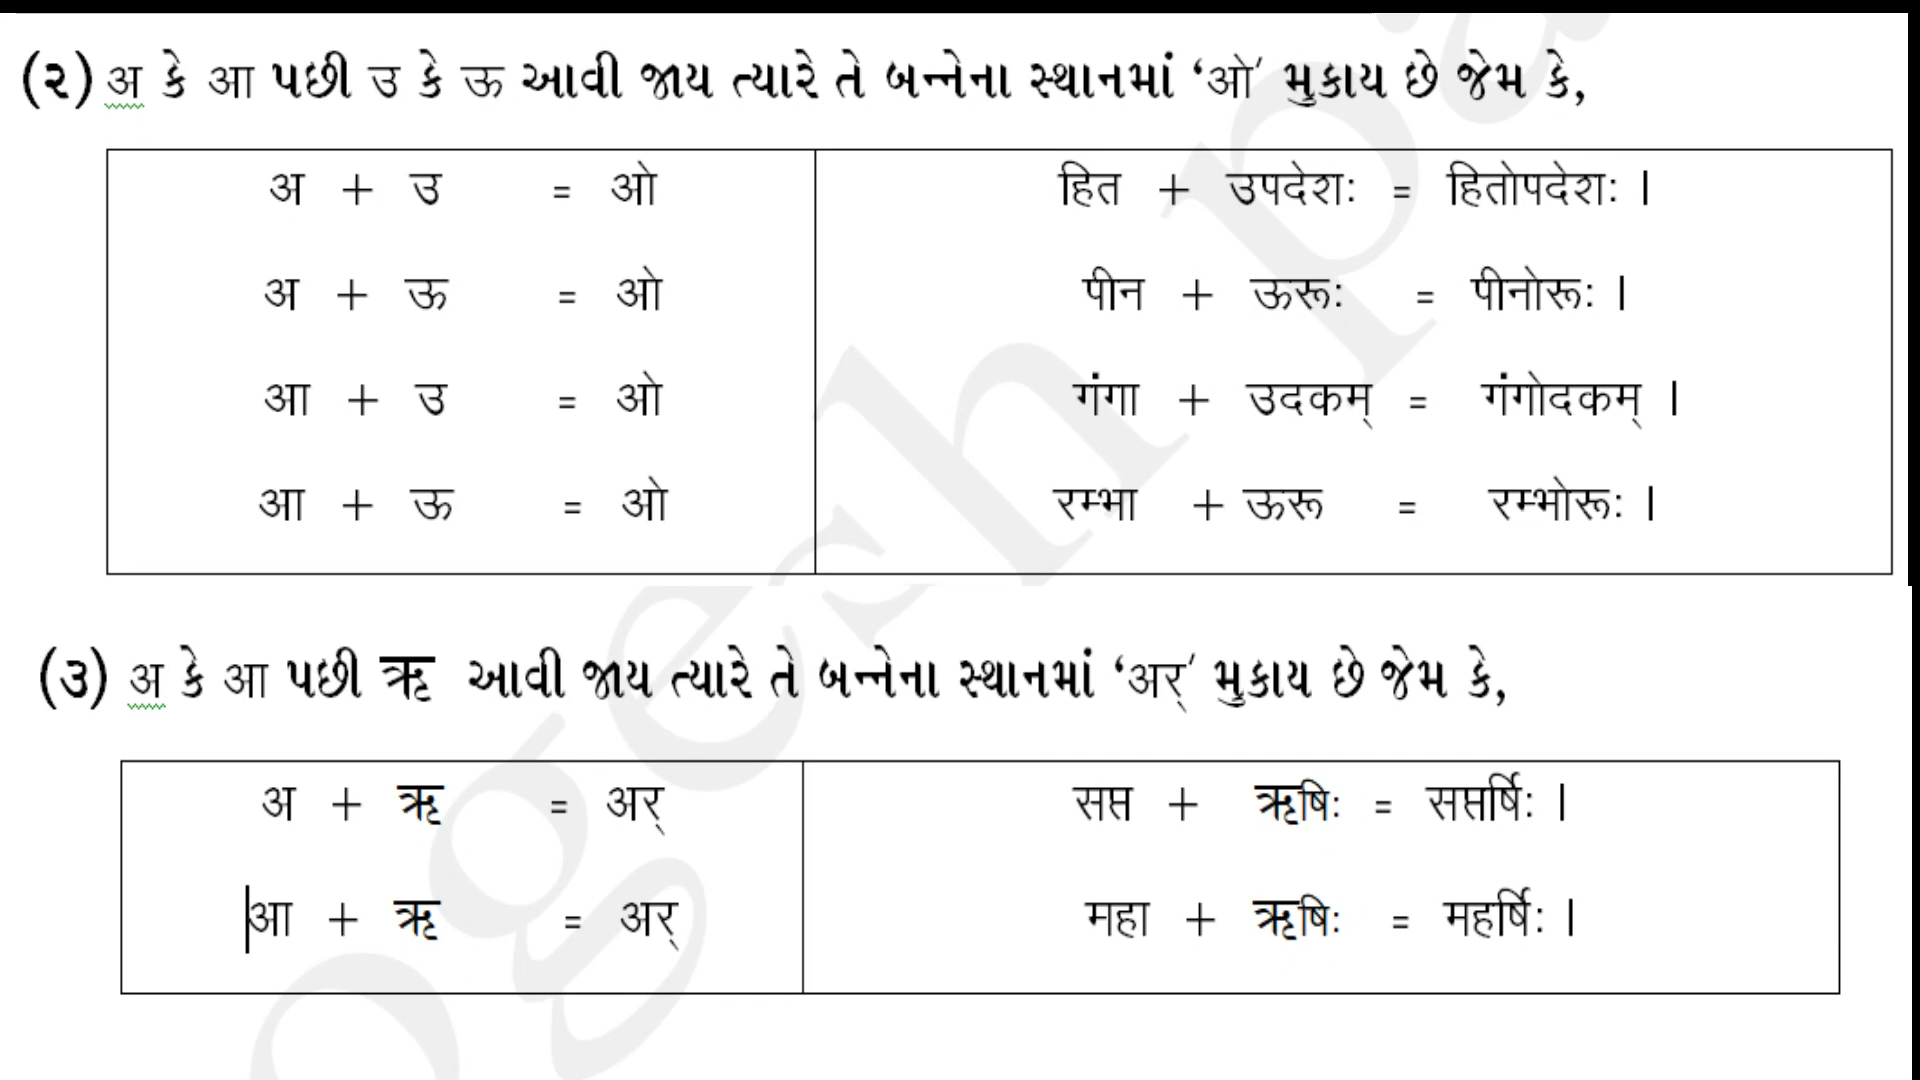 (૨) अ કે आ પછી उ કે ऊ આવી જાય ત્યારે તે બન્નેના સ્થાનમાં ‘ओ’ મુકાય છે જેમ કે,
अ + उ = ओ हित + उपदेशः = हितोपदेशः ।
अ + ऊ = ओ पीन + ऊरूः = पीनोरूः ।
आ + उ = ओ गंगा + उदकम् = गंगोदकम् ।
आ + ऊ = ओ रम्भा + ऊरू = रम्भोरूः ।
(૩) अ કે आ પછી ऋ આવી જાય ત્યારે તે બન્નેના સ્થાનમાં ‘अर्’ મુકાય છે જેમ કે,
अ + ऋ = अर् सप्त + ऋषिः = सप्तर्षिः ।
आ + ऋ = अर् महा + ऋषिः = महर्षिः ।